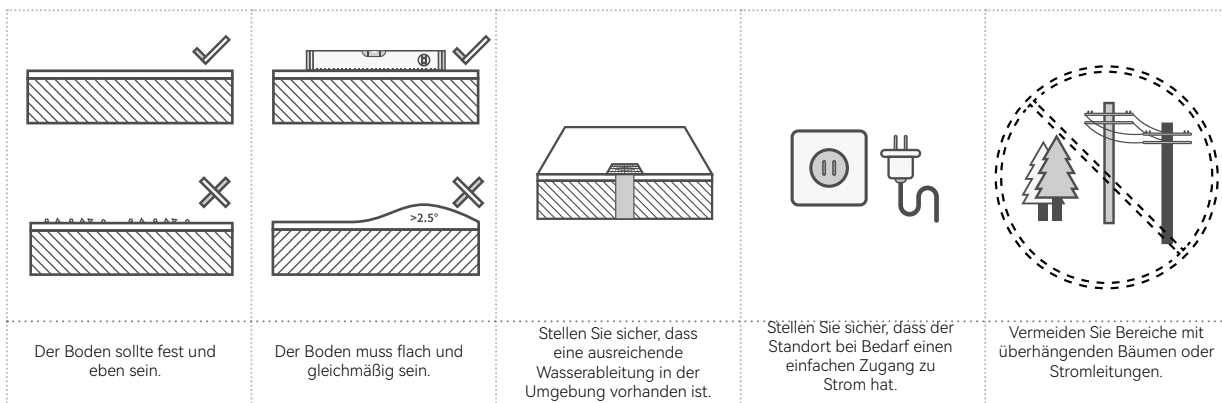 >2.5°
Der Boden sollte fest und
eben sein.
Der Boden muss flach und
gleichmäßig sein.
Stellen Sie sicher, dass
eine ausreichende
Wasserableitung in der
Umgebung vorhanden ist.
Stellen Sie sicher, dass der
Standort bei Bedarf einen
einfachen Zugang zu
Strom hat.
Vermeiden Sie Bereiche mit
überhängenden Bäumen oder
Stromleitungen.